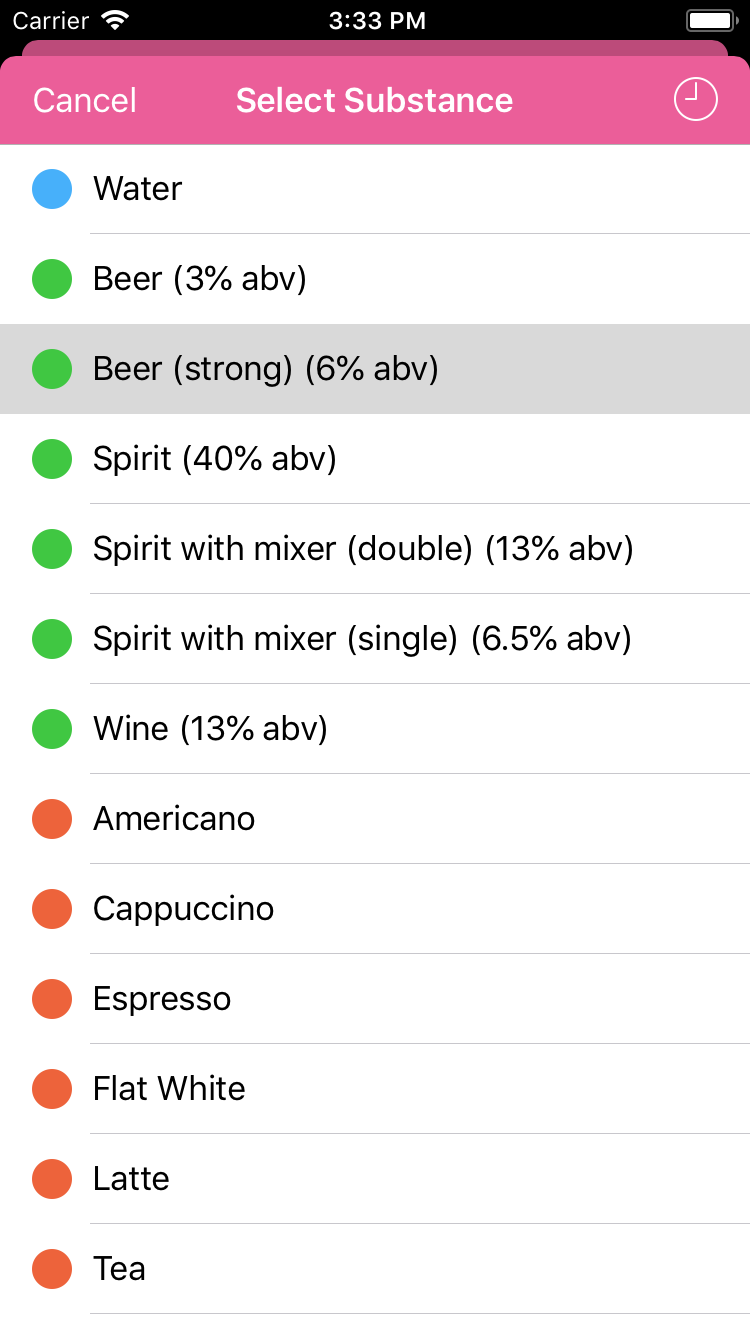 Carrier 3:33 PM
Cancel Select Substance
Water
Beer (3% abv)
Beer (strong) (6% abv)
Spirit (40% abv)
Spirit with mixer (double) (13% abv)
Spirit with mixer (single) (6.5% abv)
Wine (13% abv)
Americano
Cappuccino
Espresso
Flat White
Latte
Tea